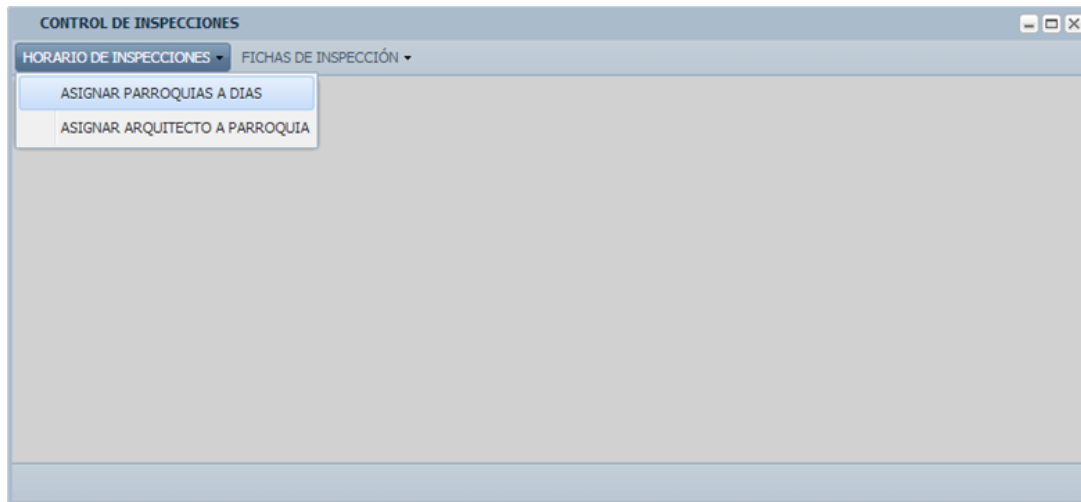 CONTROL DE INSPECCIONES
HORARIO DE INSPECCIONES FICHAS DE INSPECCIÓN
ASIGNAR PARROQUIAS A DIAS
ASIGNAR ARQUITECTO A PARROQUIA